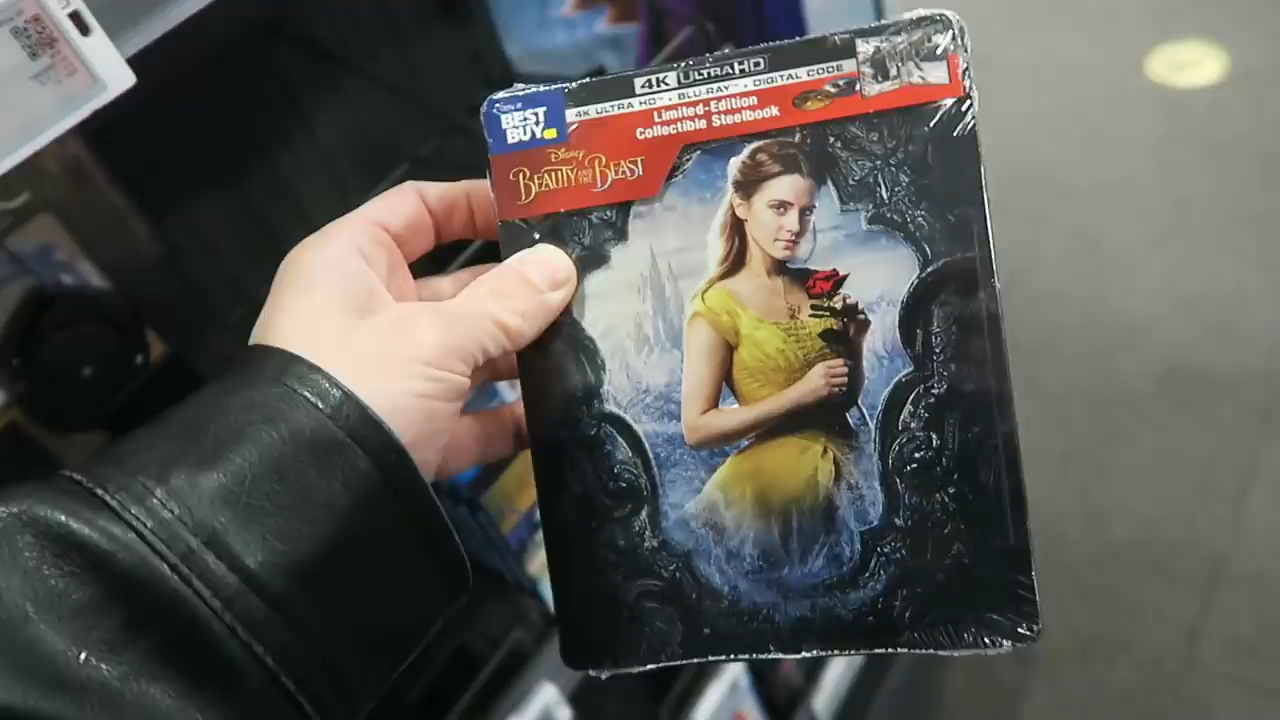 4K ULTRA HD
4K ULTRA HD • BLU-RAY • DIGITAL CODE
Limited-Edition
Collectible Steelbook
BEST
BUY
Disney
BEAUTY AND THE BEAST